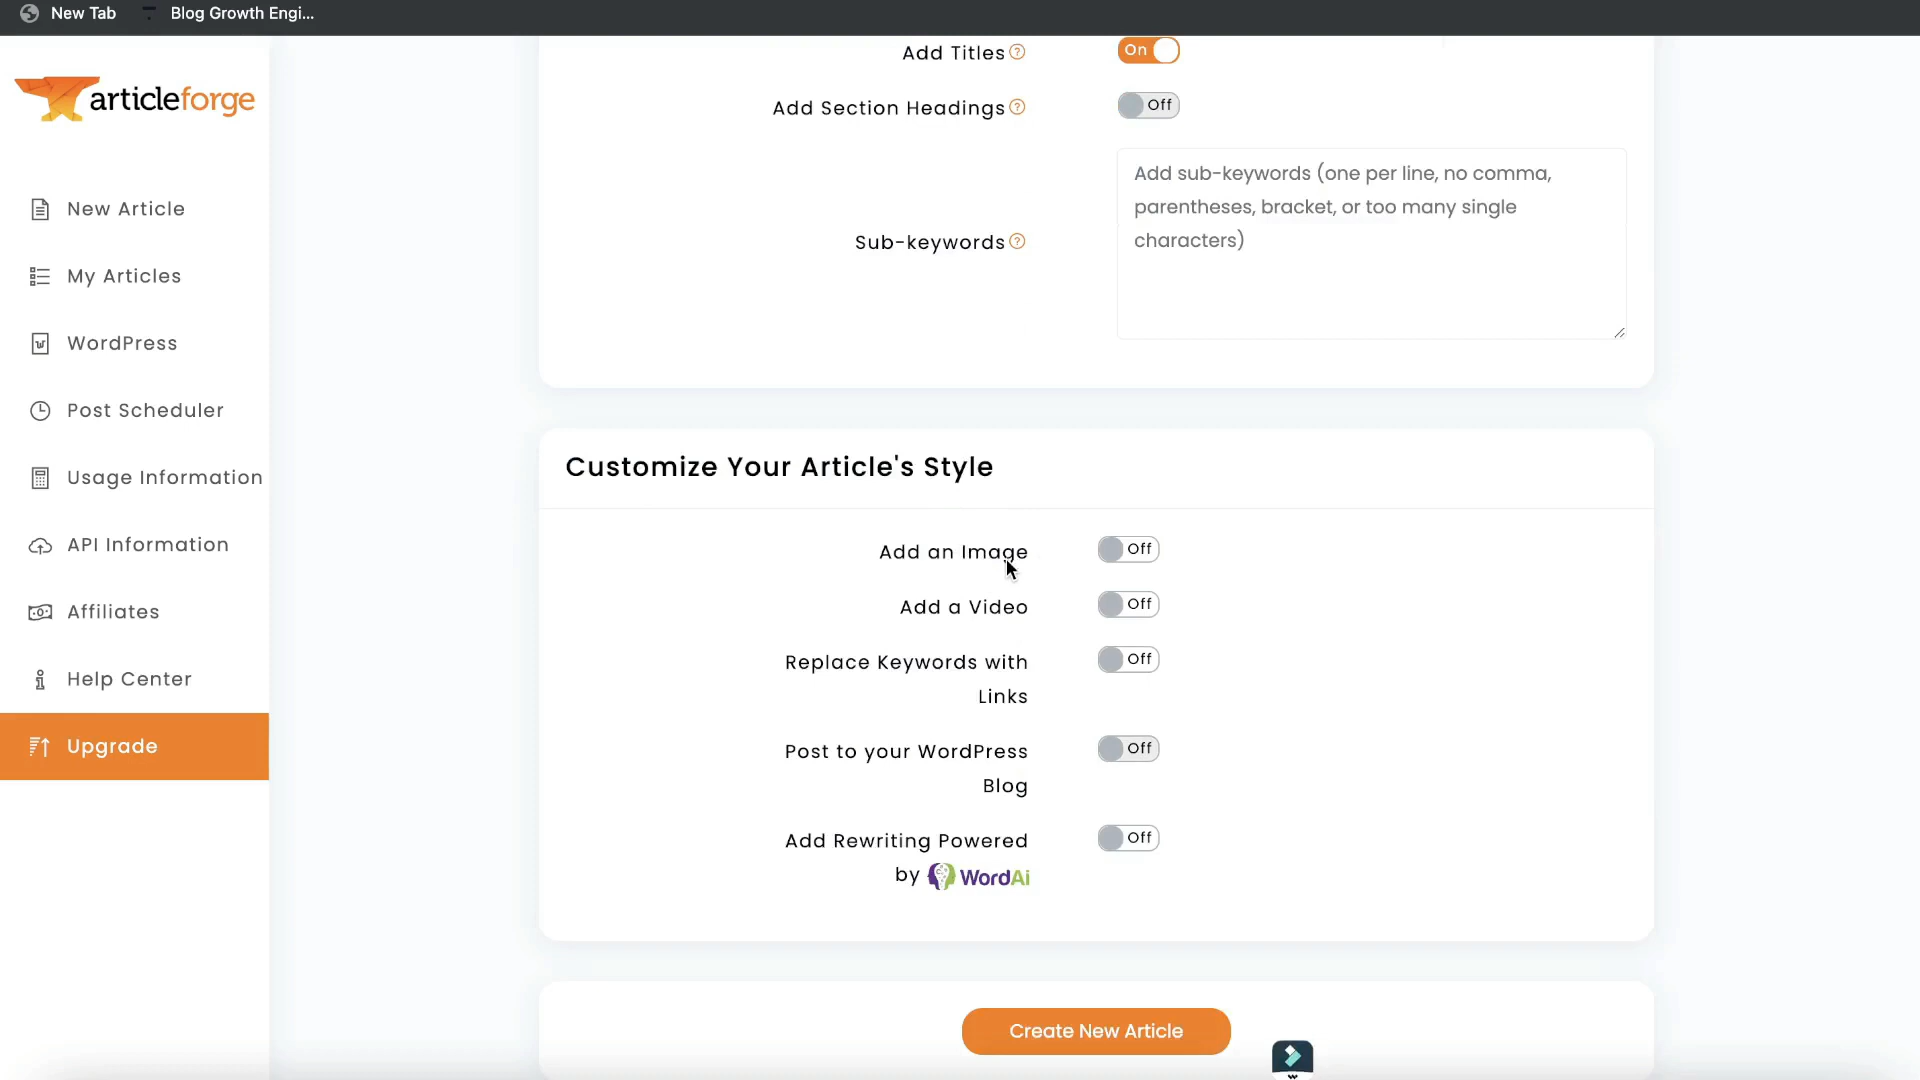 New Tab
Blog Growth Engi...
articleforge
New Article
My Articles
WordPress
Post Scheduler
Usage Information
API Information
Affiliates
Help Center
Upgrade
Add Titles ?
On
Add Section Headings ?
Off
Sub-keywords ?
Add sub-keywords (one per line, no comma,
parentheses, bracket, or too many single
characters)
Customize Your Article's Style
Add an Image
Off
Add a Video
Off
Replace Keywords with
Links
Off
Post to your WordPress
Blog
Off
Add Rewriting Powered
by WordAi
Off
Create New Article